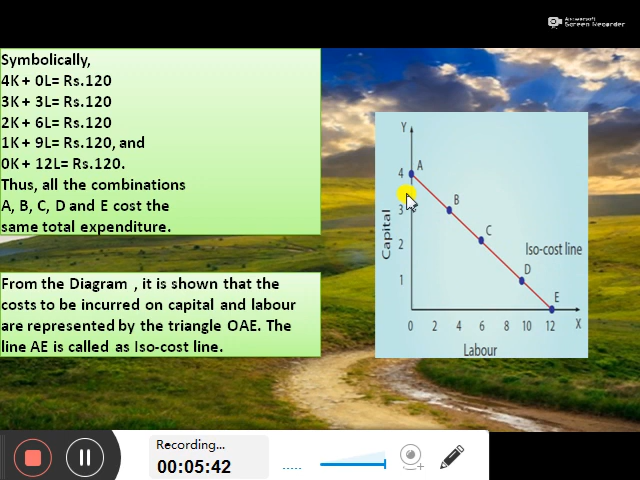 Apowersoft
Screen Recorder
Symbolically,
4K + 0L= Rs.120
3K + 3L= Rs.120
2K + 6L= Rs.120
1K + 9L= Rs.120, and
0K + 12L= Rs.120.
Thus, all the combinations
A, B, C, D and E cost the
same total expenditure.
From the Diagram , it is shown that the
costs to be incurred on capital and labour
are represented by the triangle OAE. The
line AE is called as Iso-cost line.
Y
4 A
3 B
2 C
Iso-cost line
1 D
E
0 2 4 6 8 10 12 X
Capital
Labour
Recording...
00:05:42